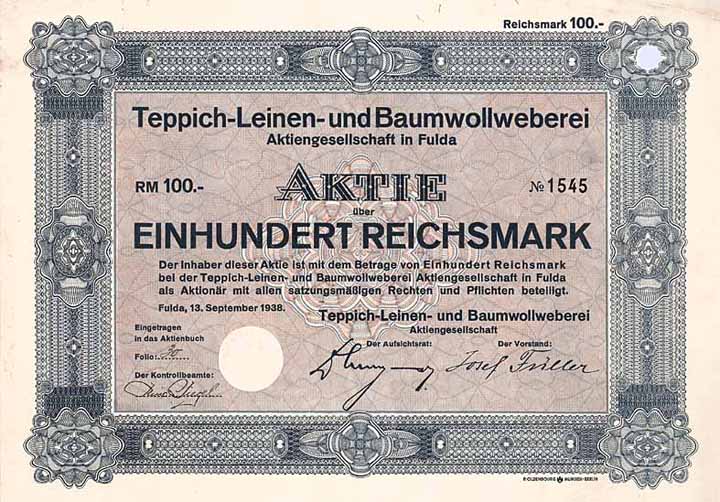 Reichsmark 100.-
Teppich-Leinen- und Baumwollweberei
Aktiengesellschaft in Fulda
RM 100.- AKTIE № 1545
über
EINHUNDERT REICHSMARK
Der Inhaber dieser Aktie ist mit dem Betrage von Einhundert Reichsmark
bei der Teppich-Leinen- und Baumwollweberei Aktiengesellschaft in Fulda
als Aktionär mit allen satzungsmäßigen Rechten und Pflichten beteiligt.
Fulda, 13. September 1938.
Teppich-Leinen- und Baumwollweberei
Aktiengesellschaft
Eingetragen
in das Aktienbuch
Folio:
Der Aufsichtsrat: Der Vorstand:
Josef Füller
Der Kontrollbeamte:
R. OLDENBOURG MÜNCHEN-BERLIN